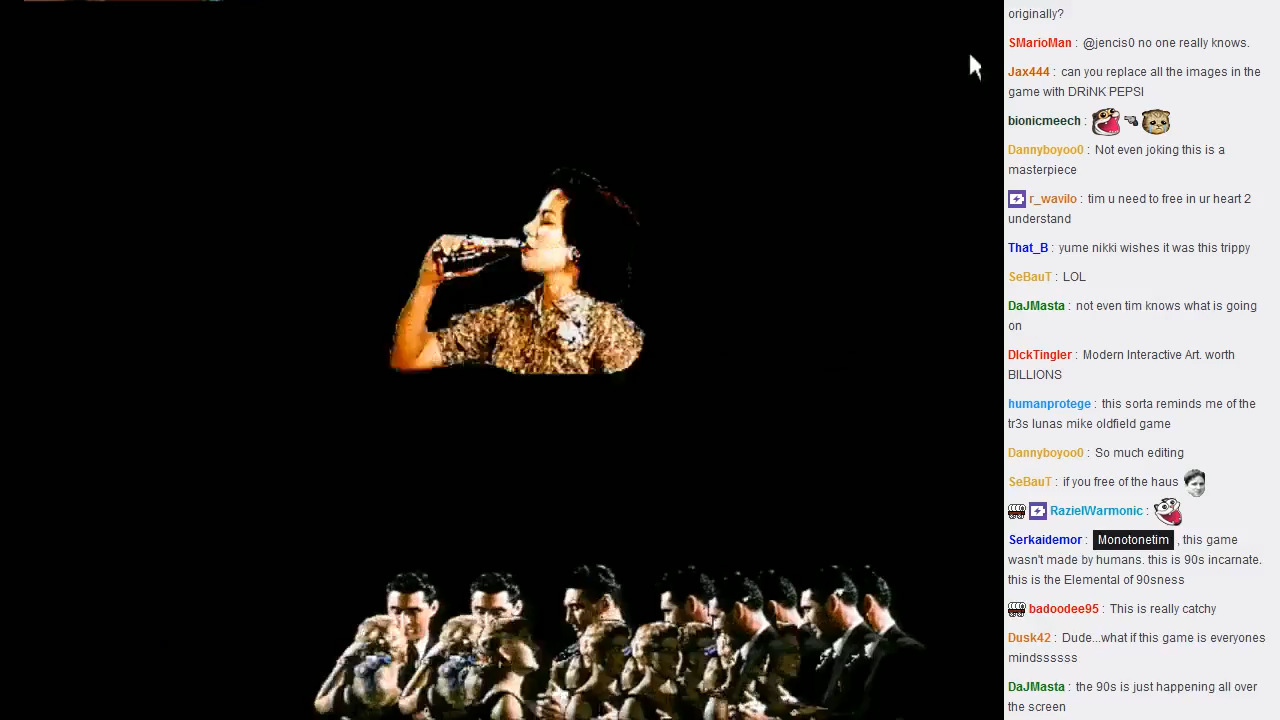 originally?
SMarioMan : @jencis0 no one really knows.
Jax444 : can you replace all the images in the
game with DRiNK PEPSI
bionicmeech :
Dannyboyoo0 : Not even joking this is a
masterpiece
r_wavilo : tim u need to free in ur heart 2
understand
That_B : yume nikki wishes it was this trippy
SeBauT : LOL
DaJMasta : not even tim knows what is going
on
DIckTingler : Modern Interactive Art. worth
BILLIONS
humanprotege : this sorta reminds me of the
tr3s lunas mike oldfield game
Dannyboyoo0 : So much editing
SeBauT : if you free of the haus
RazielWarmonic :
Serkaidemor : Monotonetim , this game
wasn't made by humans. this is 90s incarnate.
this is the Elemental of 90sness
badoodee95 : This is really catchy
Dusk42 : Dude...what if this game is everyones
mindssssss
DaJMasta : the 90s is just happening all over
the screen